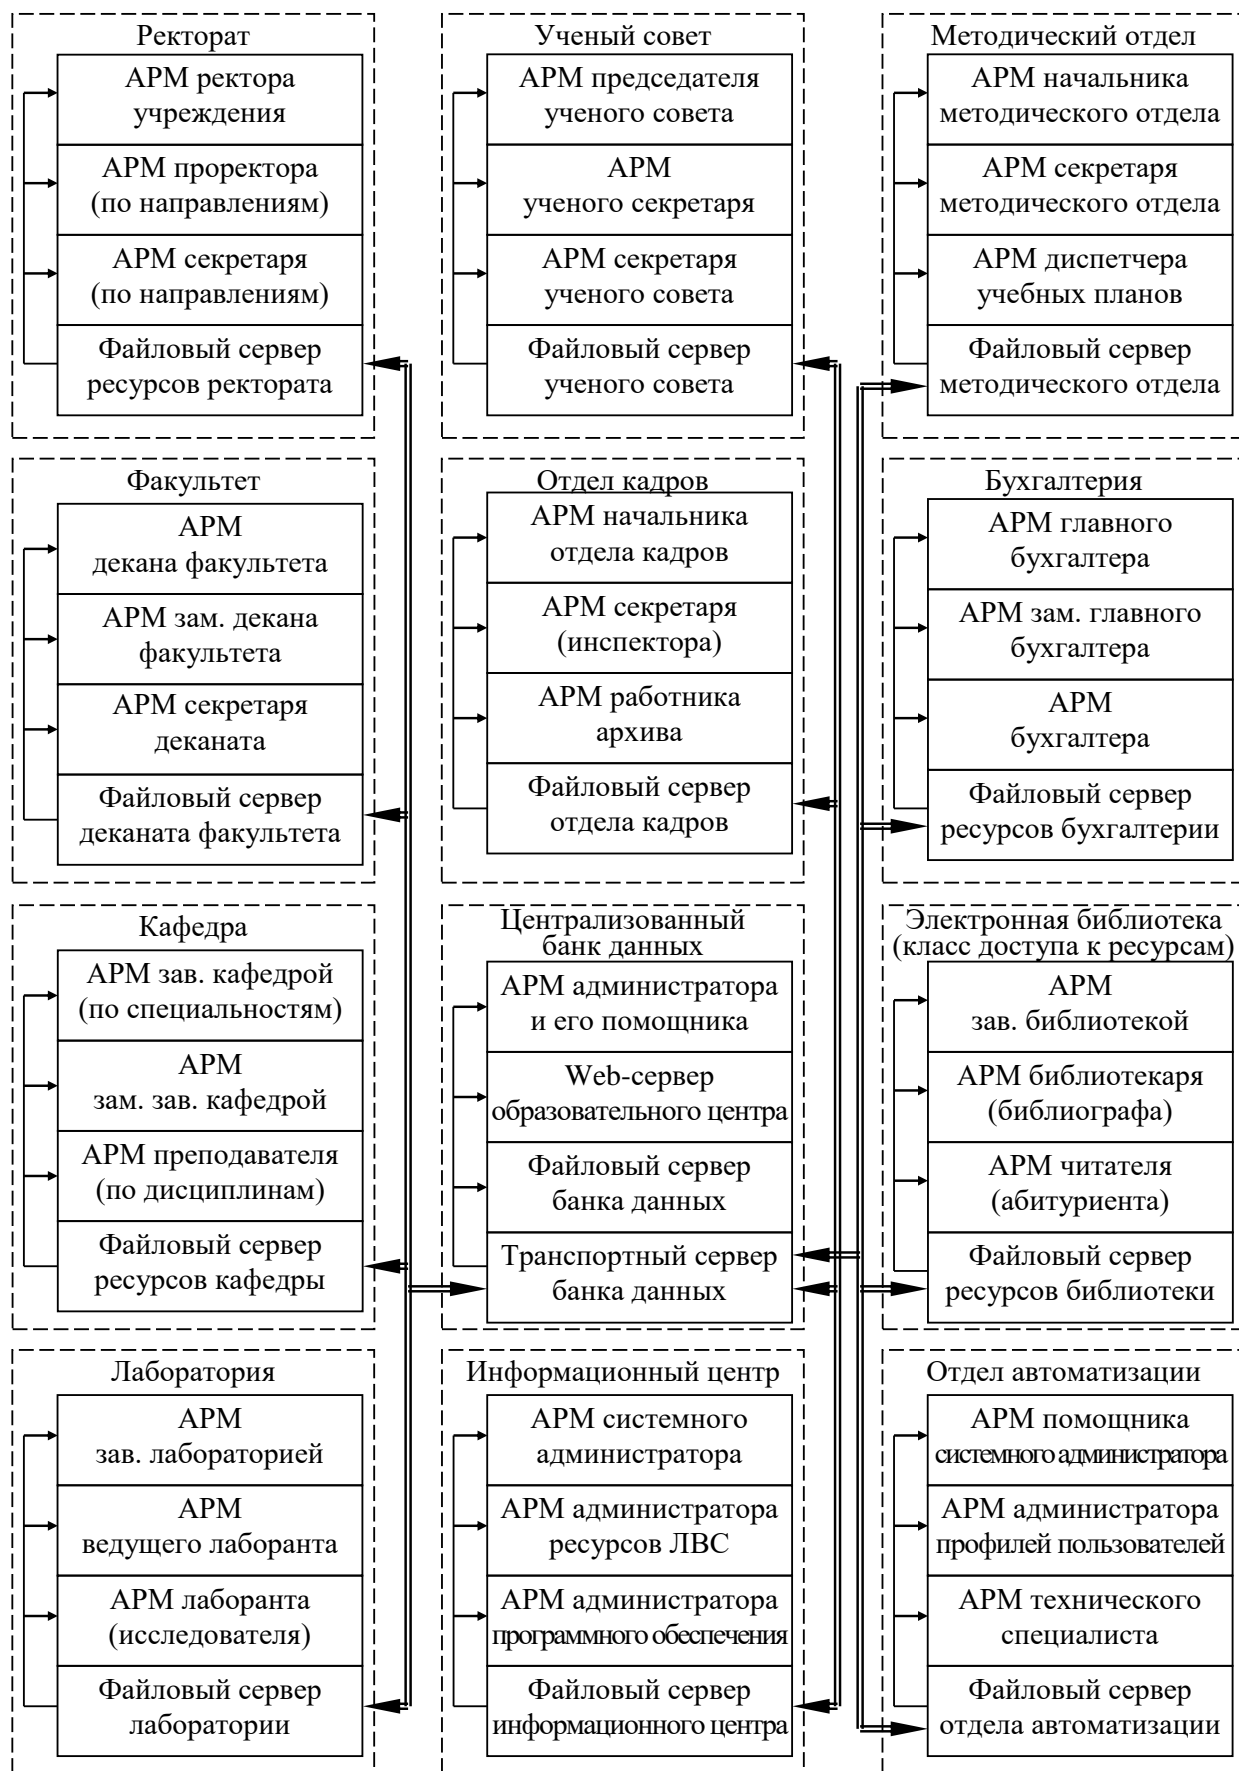 Ректорат
АРМ ректора
учреждения
АРМ проректора
(по направлениям)
АРМ секретаря
(по направлениям)
Файловый сервер
ресурсов ректората
Ученый совет
АРМ председателя
ученого совета
АРМ
ученого секретаря
АРМ секретаря
ученого совета
Файловый сервер
ученого совета
Методический отдел
АРМ начальника
методического отдела
АРМ секретаря
методического отдела
АРМ диспетчера
учебных планов
Файловый сервер
методического отдела
Факультет
АРМ
декана факультета
АРМ зам. декана
факультета
АРМ секретаря
деканата
Файловый сервер
деканата факультета
Отдел кадров
АРМ начальника
отдела кадров
АРМ секретаря
(инспектора)
АРМ работника
архива
Файловый сервер
отдела кадров
Бухгалтерия
АРМ главного
бухгалтера
АРМ зам. главного
бухгалтера
АРМ
бухгалтера
Файловый сервер
ресурсов бухгалтерии
Кафедра
АРМ зав. кафедрой
(по специальностям)
АРМ
зам. зав. кафедрой
АРМ преподавателя
(по дисциплинам)
Файловый сервер
ресурсов кафедры
Централизованный
банк данных
АРМ администратора
и его помощника
Web-сервер
образовательного центра
Файловый сервер
банка данных
Транспортный сервер
банка данных
Электронная библиотека
(класс доступа к ресурсам)
АРМ
зав. библиотекой
АРМ библиотекаря
(библиографа)
АРМ читателя
(абитуриента)
Файловый сервер
ресурсов библиотеки
Лаборатория
АРМ
зав. лабораторией
АРМ
ведущего лаборанта
АРМ лаборанта
(исследователя)
Файловый сервер
лаборатории
Информационный центр
АРМ системного
администратора
АРМ администратора
ресурсов ЛВС
АРМ администратора
программного обеспечения
Файловый сервер
информационного центра
Отдел автоматизации
АРМ помощника
системного администратора
АРМ администратора
профилей пользователей
АРМ технического
специалиста
Файловый сервер
отдела автоматизации